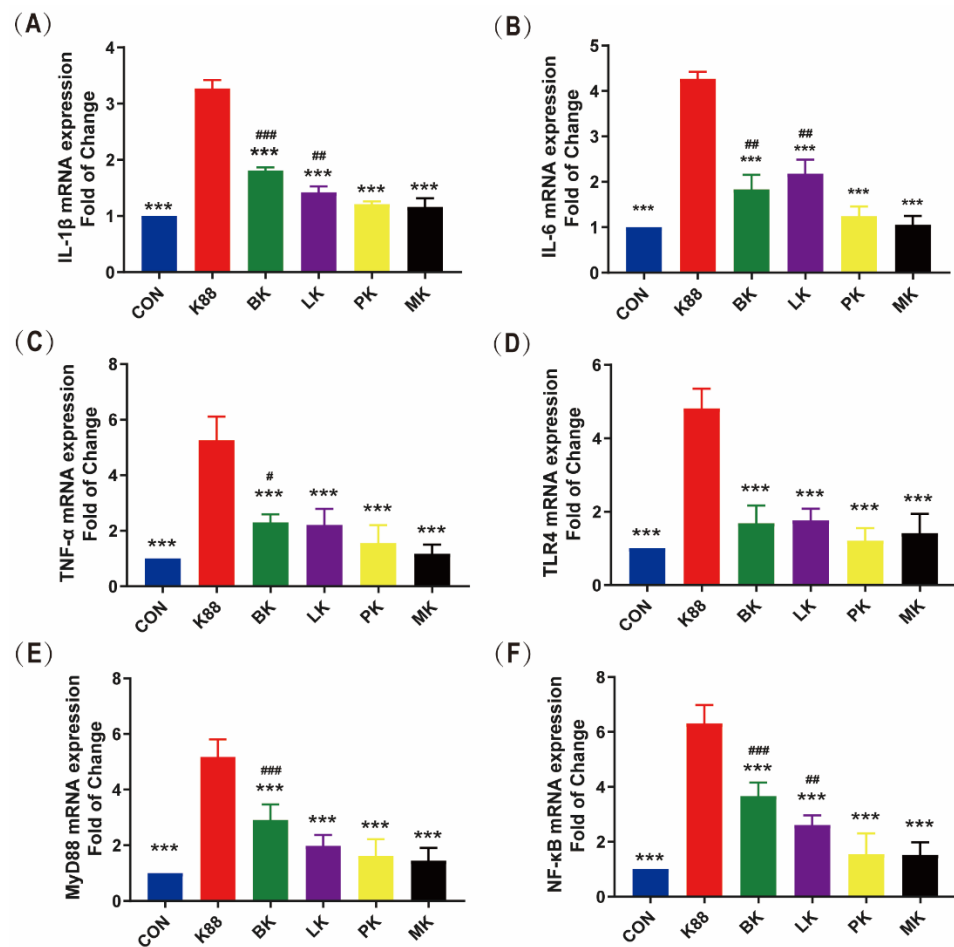 (A)
IL-1β mRNA expression
Fold of Change
4
3
2
1
0
***
###
***
##
***
***
***
CON
K88
BK
LK
PK
MK
(B)
IL-6 mRNA expression
Fold of Change
5
4
3
2
1
0
***
##
***
##
***
***
***
CON
K88
BK
LK
PK
MK
(C)
TNF-α mRNA expression
Fold of Change
8
6
4
2
0
***
#
***
***
***
***
CON
K88
BK
LK
PK
MK
(D)
TLR4 mRNA expression
Fold of Change
6
4
2
0
***
***
***
***
***
CON
K88
BK
LK
PK
MK
(E)
MyD88 mRNA expression
Fold of Change
8
6
4
2
0
***
###
***
***
***
***
CON
K88
BK
LK
PK
MK
(F)
NF-κB mRNA expression
Fold of Change
8
6
4
2
0
***
###
***
##
***
***
***
CON
K88
BK
LK
PK
MK